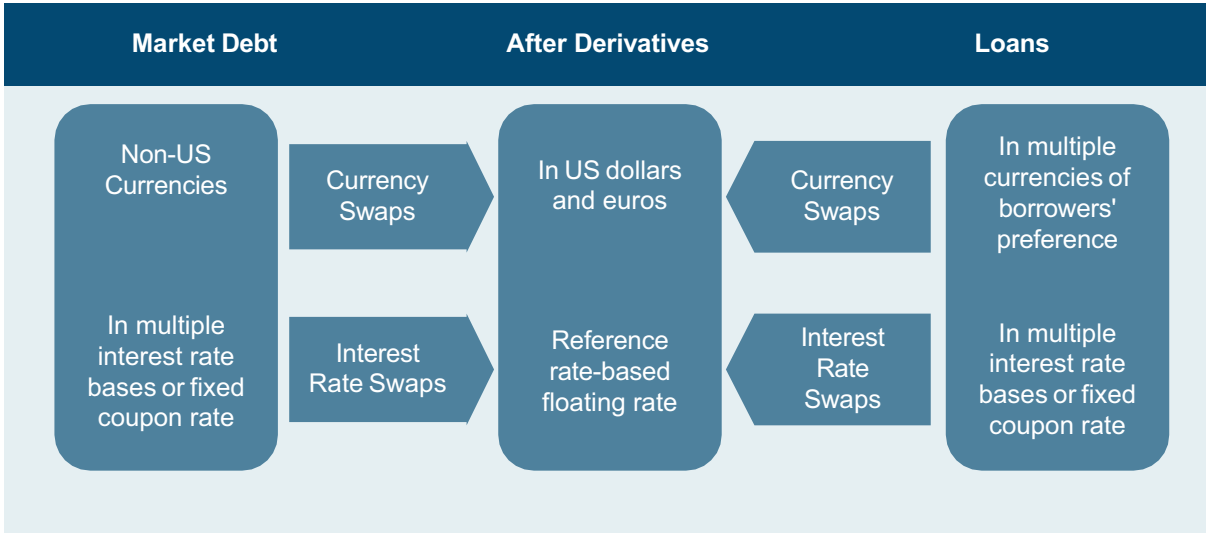 Market Debt
After Derivatives
Loans
Non-US
Currencies
Currency
Swaps
In US dollars
and euros
Currency
Swaps
In multiple
currencies of
borrowers'
preference
In multiple
interest rate
bases or fixed
coupon rate
Interest
Rate Swaps
Reference
rate-based
floating rate
Interest
Rate
Swaps
In multiple
interest rate
bases or fixed
coupon rate